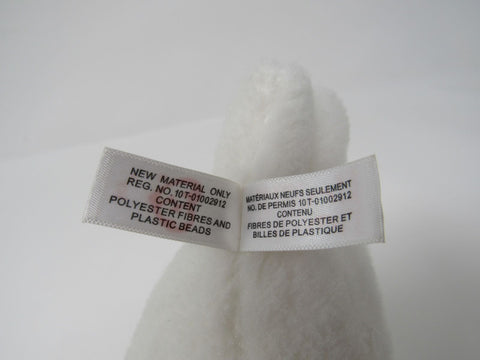 NEW MATERIAL ONLY
REG. NO. 10T-01002912
CONTENT
POLYESTER FIBRES AND
PLASTIC BEADS
MATÉRIAUX NEUFS SEULEMENT
NO. DE PERMIS 10T-01002912
CONTENU
FIBRES DE POLYESTER ET
BILLES DE PLASTIQUE